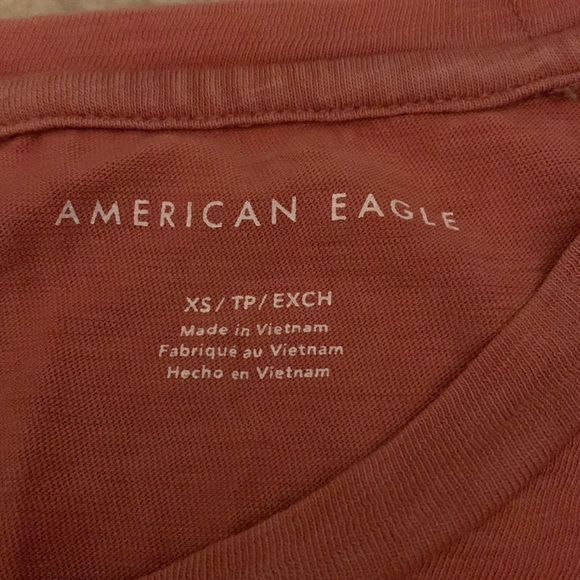 AMERICAN EAGLE
XS / TP / EXCH
Made in Vietnam
Fabriqué au Vietnam
Hecho en Vietnam